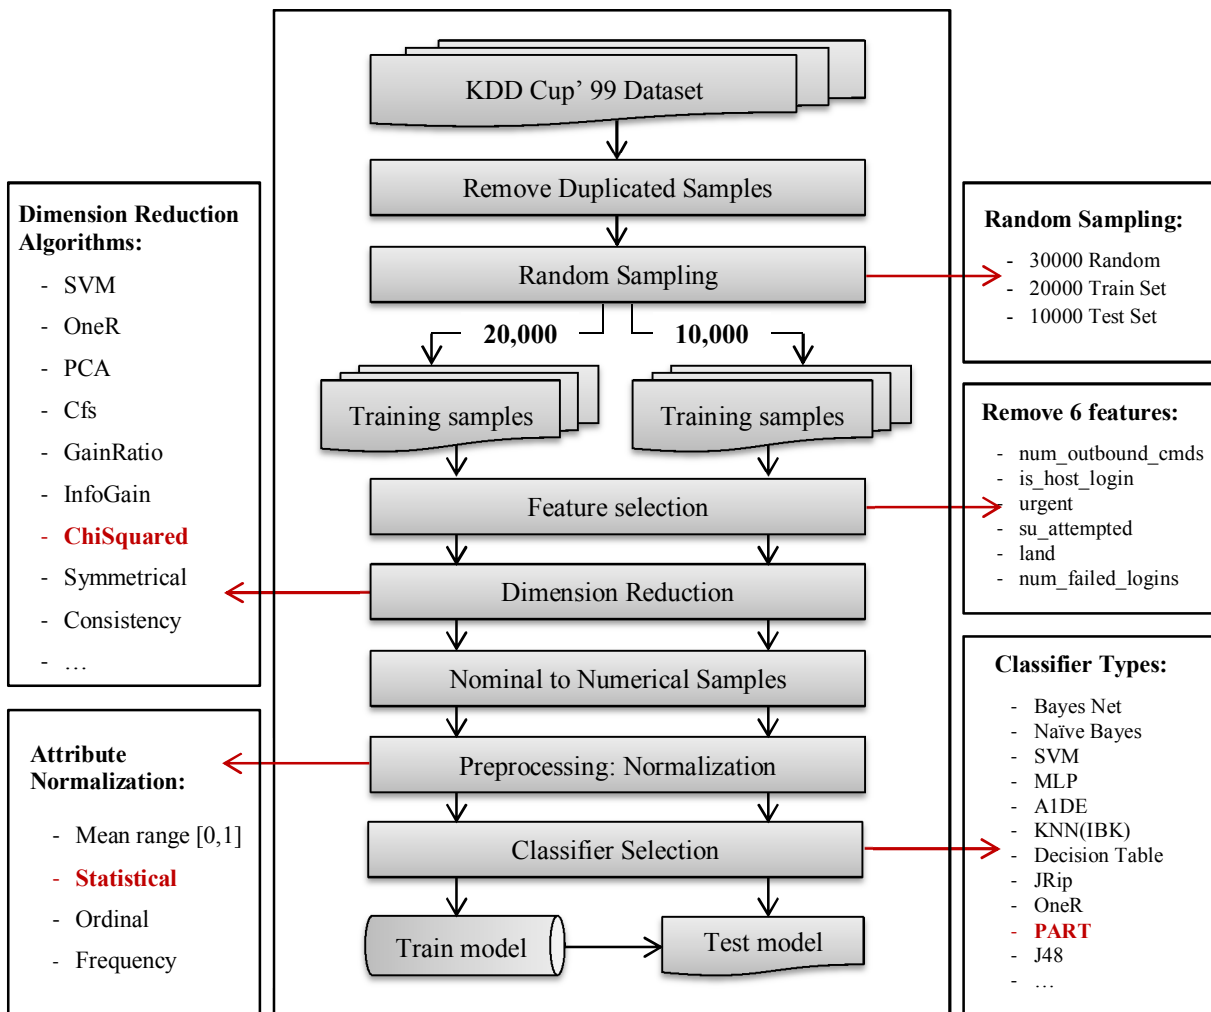 KDD Cup’ 99 Dataset
Remove Duplicated Samples
Random Sampling
20,000
10,000
Training samples
Training samples
Feature selection
Dimension Reduction
Nominal to Numerical Samples
Preprocessing: Normalization
Classifier Selection
Train model
Test model
Dimension Reduction
Algorithms:
- SVM
- OneR
- PCA
- Cfs
- GainRatio
- InfoGain
- ChiSquared
- Symmetrical
- Consistency
- …
Attribute
Normalization:
- Mean range [0,1]
- Statistical
- Ordinal
- Frequency
Random Sampling:
- 30000 Random
- 20000 Train Set
- 10000 Test Set
Remove 6 features:
- num_outbound_cmds
- is_host_login
- urgent
- su_attempted
- land
- num_failed_logins
Classifier Types:
- Bayes Net
- Naïve Bayes
- SVM
- MLP
- A1DE
- KNN(IBK)
- Decision Table
- JRip
- OneR
- PART
- J48
- …